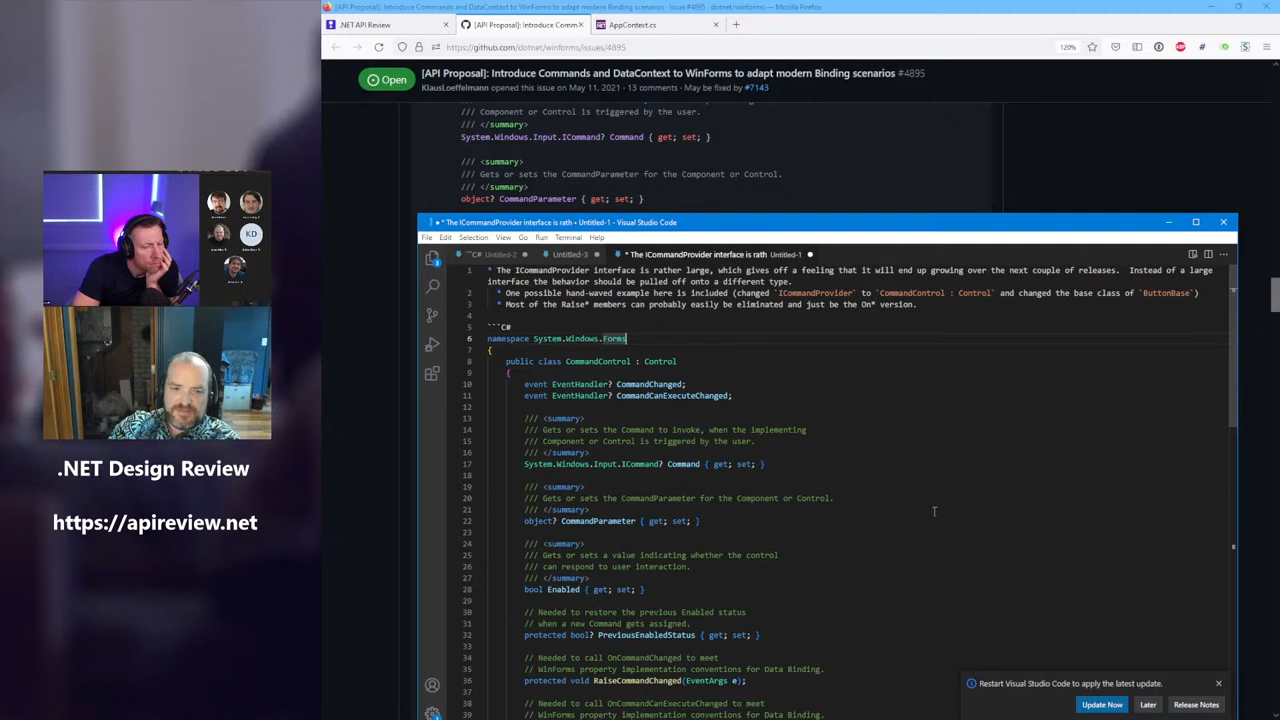 [API Proposal]: Introduce Commands and DataContext to WinForms to adapt modern Binding scenarios · Issue #4895 · dotnet/winforms — Mozilla Firefox
.NET API Review
[API Proposal]: Introduce Comm
AppContext.cs
https://github.com/dotnet/winforms/issues/4895
120%
Open
[API Proposal]: Introduce Commands and DataContext to WinForms to adapt modern Binding scenarios #4895
KlausLoeffelmann opened this issue on May 11, 2021 · 13 comments · May be fixed by #7143
/// Component or Control is triggered by the user.
/// </summary>
System.Windows.Input.ICommand? Command { get; set; }
/// <summary>
/// Gets or sets the CommandParameter for the Component or Control.
/// </summary>
object? CommandParameter { get; set; }
* The ICommandProvider interface is rath • Untitled-1 - Visual Studio Code
File Edit Selection View Go Run Terminal Help
```C# Untitled-2
Untitled-3
* The ICommandProvider interface is rath Untitled-1
1 * The ICommandProvider interface is rather large, which gives off a feeling that it will end up growing over the next couple of releases. Instead of a large
interface the behavior should be pulled off onto a different type.
2 * One possible hand-waved example here is included (changed `ICommandProvider` to `CommandControl : Control` and changed the base class of `ButtonBase`)
3 * Most of the Raise* members can probably easily be eliminated and just be the On* version.
4
5 ```C#
6 namespace System.Windows.Forms
7 {
8 public class CommandControl : Control
9 {
10 event EventHandler? CommandChanged;
11 event EventHandler? CommandCanExecuteChanged;
12
13 /// <summary>
14 /// Gets or sets the Command to invoke, when the implementing
15 /// Component or Control is triggered by the user.
16 /// </summary>
17 System.Windows.Input.ICommand? Command { get; set; }
18
19 /// <summary>
20 /// Gets or sets the CommandParameter for the Component or Control.
21 /// </summary>
22 object? CommandParameter { get; set; }
23
24 /// <summary>
25 /// Gets or sets a value indicating whether the control
26 /// can respond to user interaction.
27 /// </summary>
28 bool Enabled { get; set; }
29
30 // Needed to restore the previous Enabled status
31 // when a new Command gets assigned.
32 protected bool? PreviousEnabledStatus { get; set; }
33
34 // Needed to call OnCommandChanged to meet
35 // WinForms property implementation conventions for Data Binding.
36 protected void RaiseCommandChanged(EventArgs e);
37
38 // Needed to call OnCommandCanExecuteChanged to meet
39 // WinForms property implementation conventions for Data Binding.
Restart Visual Studio Code to apply the latest update.
Update Now
Later
Release Notes
KD
.NET Design Review
https://apireview.net